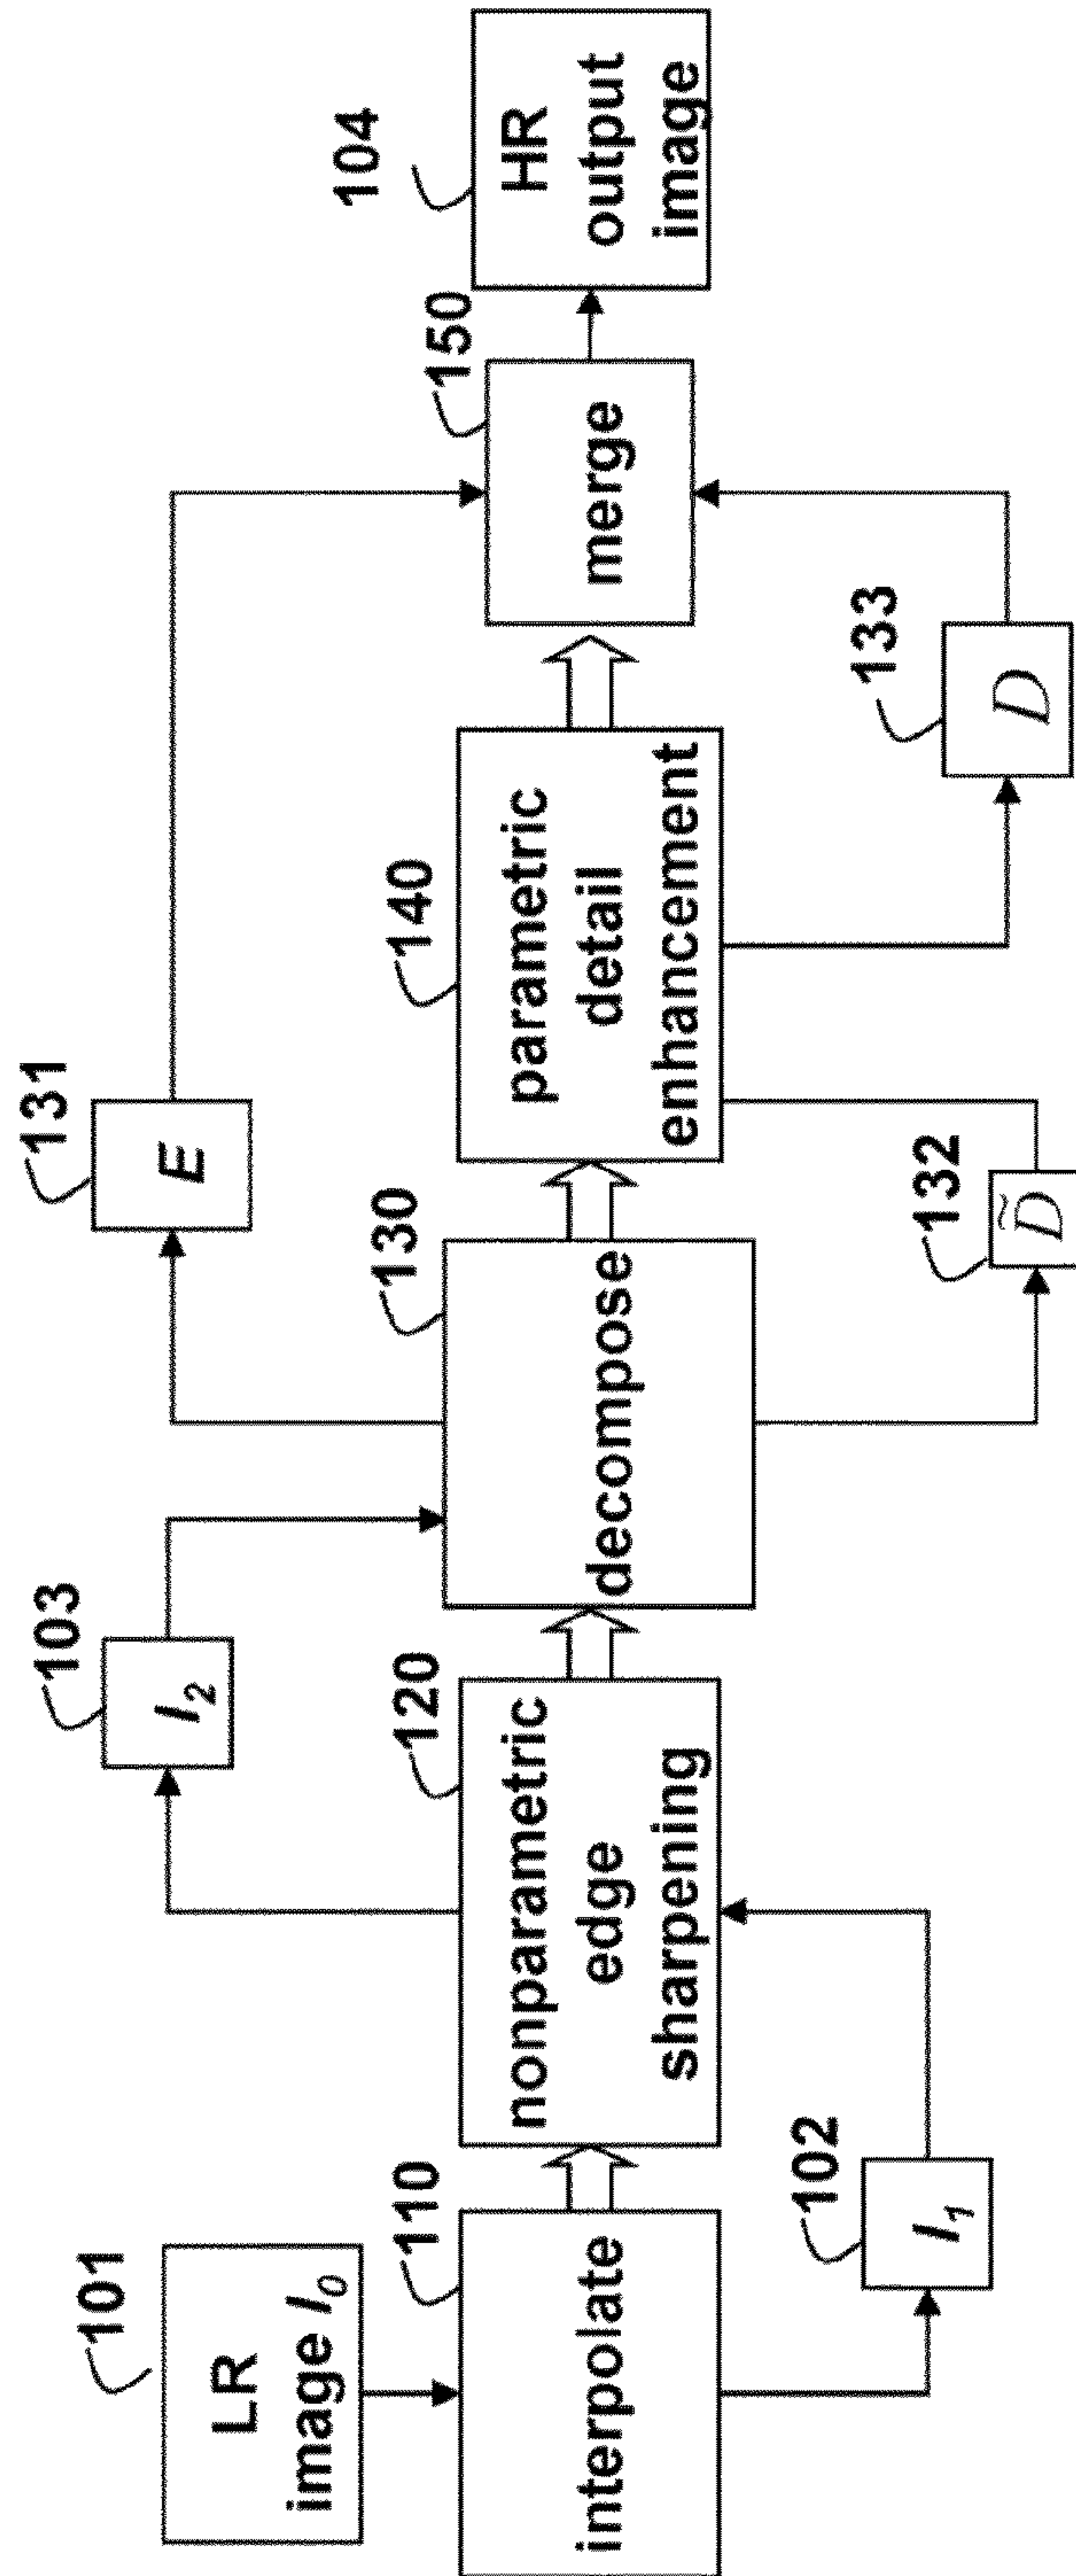 101
LR
image I₀
110
interpolate
102
I₁
120
nonparametric
edge
sharpening
103
I₂
130
decompose
131
E
132
D̃
140
parametric
detail
enhancement
133
D
150
merge
104
HR
output
image